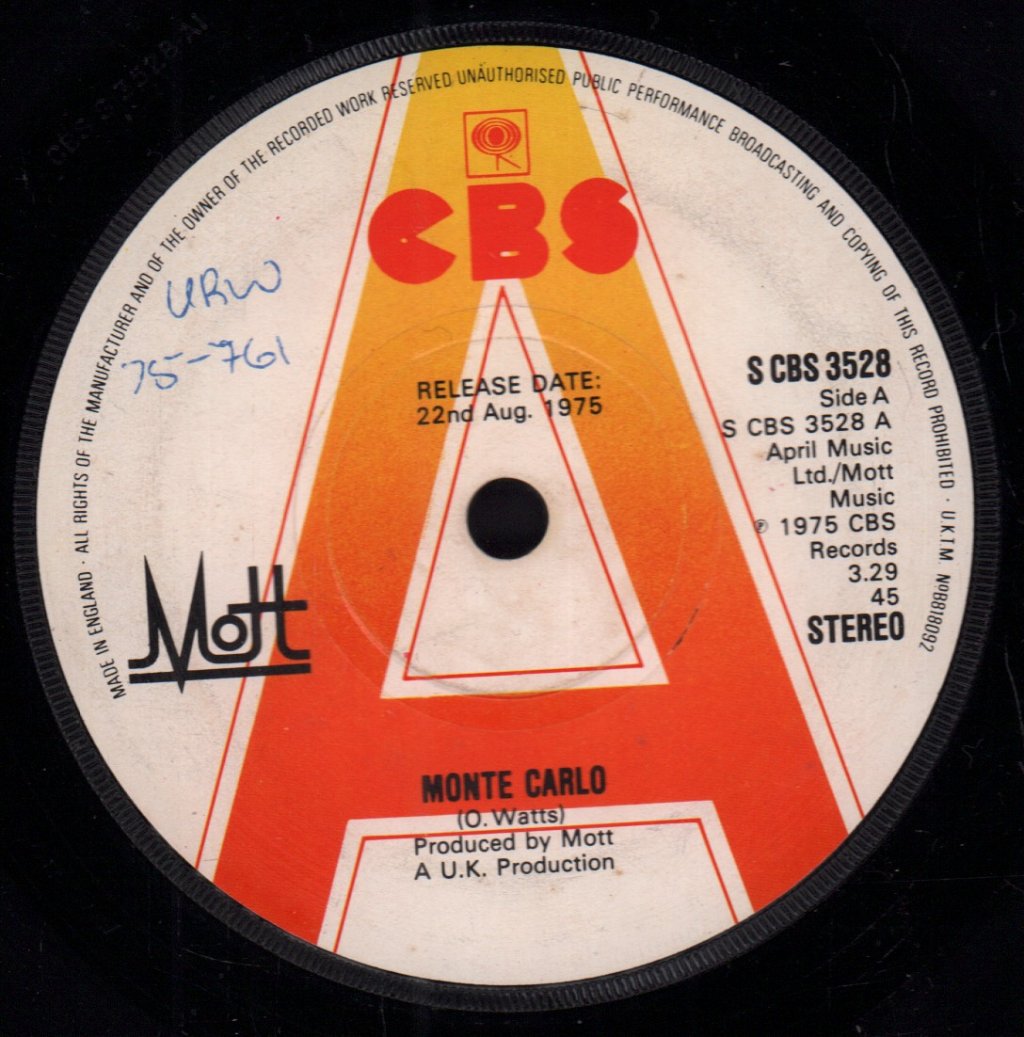 MADE IN ENGLAND · ALL RIGHTS OF THE MANUFACTURER AND OF THE OWNER OF THE RECORDED WORK RESERVED UNAUTHORISED PUBLIC PERFORMANCE BROADCASTING AND COPYING OF THIS RECORD PROHIBITED · U.K.T.M. No888 8092
CBS
URW
75-761
RELEASE DATE:
22nd Aug. 1975
S CBS 3528
Side A
S CBS 3528 A
April Music
Ltd./Mott
Music
℗ 1975 CBS
Records
3.29
45
STEREO
Mott
MONTE CARLO
(O. Watts)
Produced by Mott
A U.K. Production